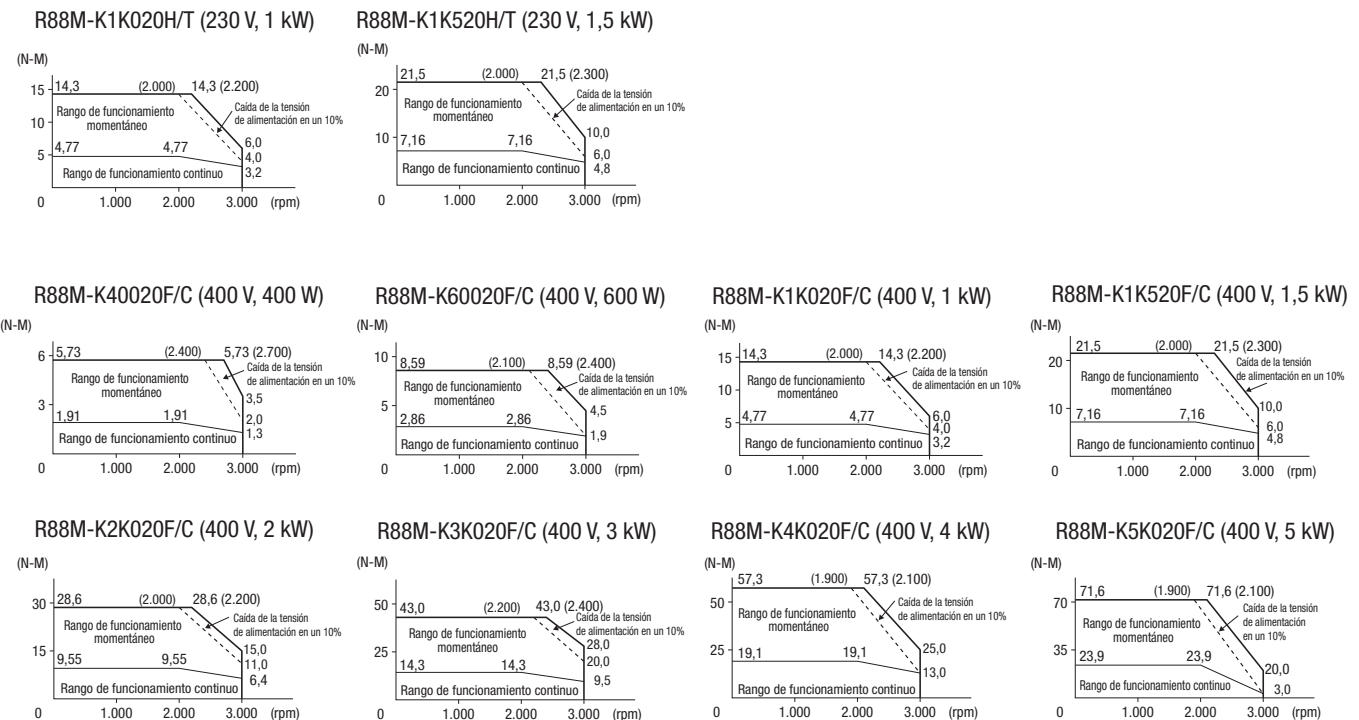 R88M-K1K020H/T (230 V, 1 kW)
(N-M)
15
14,3
(2.000)
14,3 (2.200)
Caída de la tensión
de alimentación en un 10%
Rango de funcionamiento
momentáneo
10
6,0
4,77
4,77
4,0
5
Rango de funcionamiento continuo
3,2
0
1.000
2.000
3.000
(rpm)
R88M-K1K520H/T (230 V, 1,5 kW)
(N-M)
21,5
(2.000)
21,5 (2.300)
20
Caída de la tensión
de alimentación en un 10%
Rango de funcionamiento
momentáneo
10
10,0
7,16
7,16
6,0
Rango de funcionamiento continuo
4,8
0
1.000
2.000
3.000
(rpm)
R88M-K40020F/C (400 V, 400 W)
(N-M)
6
5,73
(2.400)
5,73 (2.700)
Caída de la tensión
de alimentación en un 10%
Rango de funcionamiento
momentáneo
3,5
3
1,91
1,91
2,0
Rango de funcionamiento continuo
1,3
0
1.000
2.000
3.000
(rpm)
R88M-K60020F/C (400 V, 600 W)
(N-M)
10
8,59
(2.100)
8,59 (2.400)
Caída de la tensión
de alimentación en un 10%
Rango de funcionamiento
momentáneo
5
4,5
2,86
2,86
1,9
Rango de funcionamiento continuo
0
1.000
2.000
3.000
(rpm)
R88M-K1K020F/C (400 V, 1 kW)
(N-M)
15
14,3
(2.000)
14,3 (2.200)
Caída de la tensión
de alimentación en un 10%
Rango de funcionamiento
momentáneo
10
6,0
4,77
4,77
5
4,0
Rango de funcionamiento continuo
3,2
0
1.000
2.000
3.000
(rpm)
R88M-K1K520F/C (400 V, 1,5 kW)
(N-M)
21,5
(2.000)
21,5 (2.300)
20
Caída de la tensión
de alimentación en un 10%
Rango de funcionamiento
momentáneo
10
10,0
7,16
7,16
6,0
Rango de funcionamiento continuo
4,8
0
1.000
2.000
3.000
(rpm)
R88M-K2K020F/C (400 V, 2 kW)
(N-M)
30
28,6
(2.000)
28,6 (2.200)
Caída de la tensión
de alimentación en un 10%
Rango de funcionamiento
momentáneo
15
15,0
9,55
9,55
11,0
Rango de funcionamiento continuo
6,4
0
1.000
2.000
3.000
(rpm)
R88M-K3K020F/C (400 V, 3 kW)
(N-M)
50
43,0
(2.200)
43,0 (2.400)
Caída de la tensión
de alimentación en un 10%
Rango de funcionamiento
momentáneo
25
28,0
14,3
14,3
20,0
Rango de funcionamiento continuo
9,5
0
1.000
2.000
3.000
(rpm)
R88M-K4K020F/C (400 V, 4 kW)
(N-M)
57,3
(1.900)
57,3 (2.100)
50
Caída de la tensión
de alimentación en un 10%
Rango de funcionamiento
momentáneo
25
25,0
19,1
19,1
13,0
Rango de funcionamiento continuo
0
1.000
2.000
3.000
(rpm)
R88M-K5K020F/C (400 V, 5 kW)
(N-M)
71,6
(1.900)
71,6 (2.100)
70
Caída de la tensión
de alimentación
en un 10%
Rango de funcionamiento
momentáneo
35
23,9
23,9
20,0
Rango de funcionamiento continuo
3,0
0
1.000
2.000
3.000
(rpm)